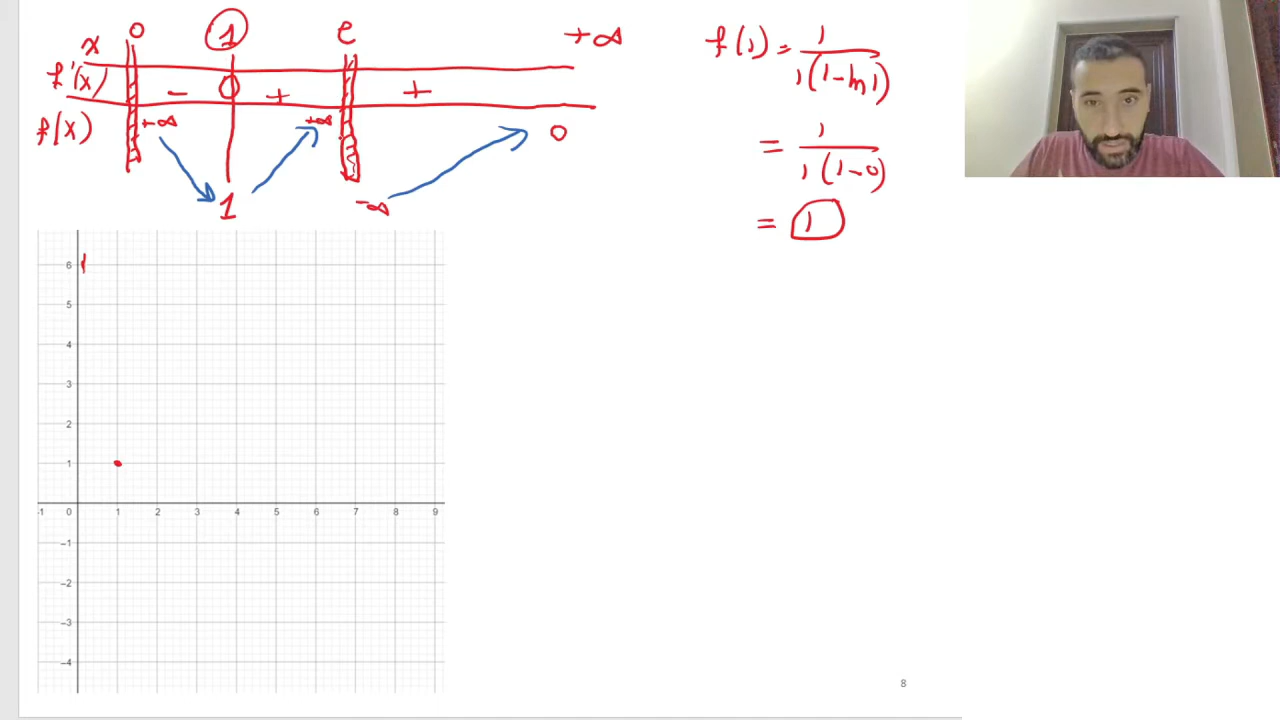 x 0 1 e +∞
f'(x) - 0 + +
f(x) +∞ 1 +∞ -∞ 0
f(1) = 1/1(1-ln1)
= 1/1(1-0)
= 1
6
5
4
3
2
1
-1 0 1 2 3 4 5 6 7 8 9
-1
-2
-3
-4
8